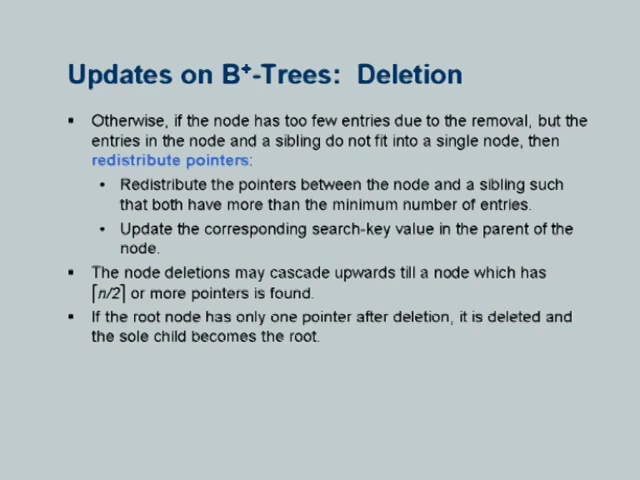 Updates on B⁺-Trees: Deletion
▪ Otherwise, if the node has too few entries due to the removal, but the
entries in the node and a sibling do not fit into a single node, then
redistribute pointers:
• Redistribute the pointers between the node and a sibling such
that both have more than the minimum number of entries.
• Update the corresponding search-key value in the parent of the
node.
▪ The node deletions may cascade upwards till a node which has
⌈n/2⌉ or more pointers is found.
▪ If the root node has only one pointer after deletion, it is deleted and
the sole child becomes the root.